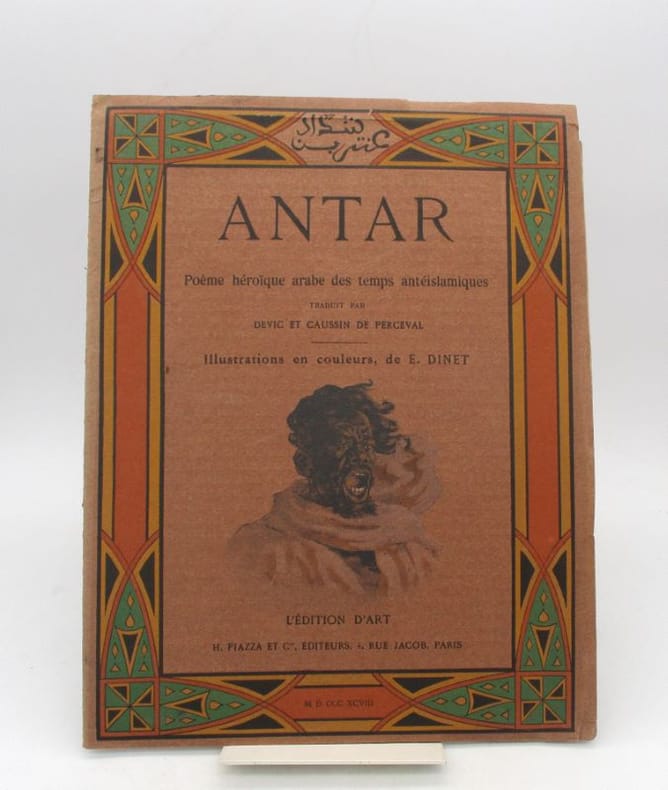 عنتر بن شداد
ANTAR
Poème héroïque arabe des temps antéislamiques
TRADUIT PAR
DEVIC ET CAUSSIN DE PERCEVAL
Illustrations en couleurs, de E. DINET
L'ÉDITION D'ART
H. PIAZZA ET Cie, ÉDITEURS, 4, RUE JACOB, PARIS
M D CCC XCVIII